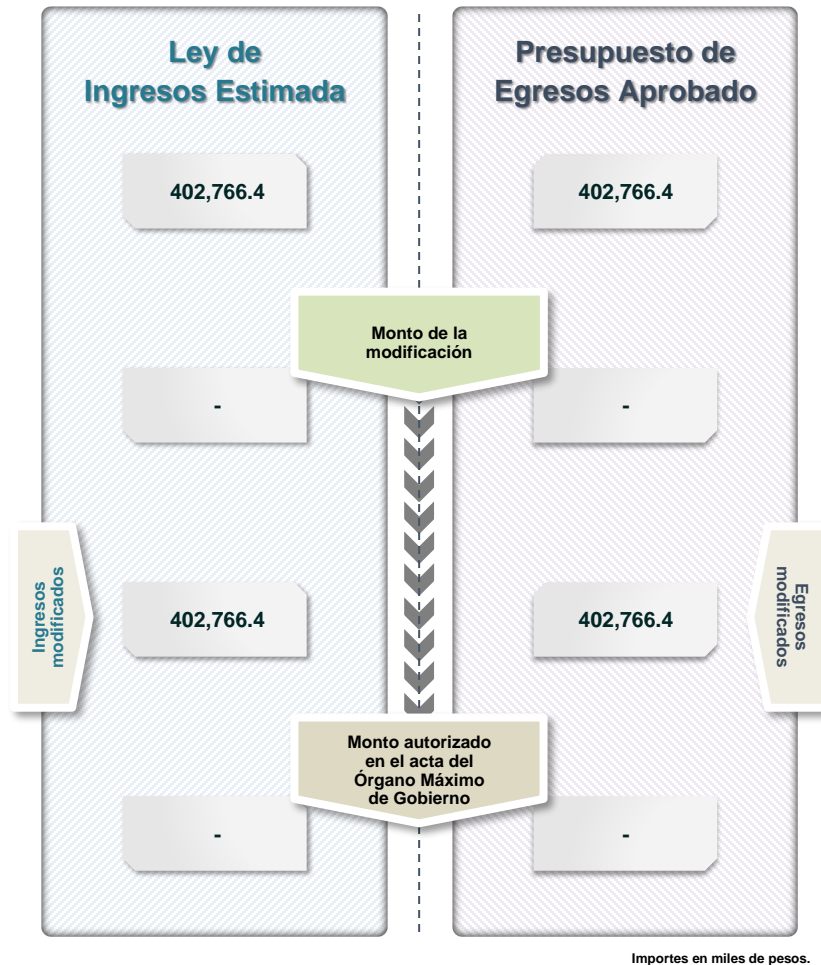 Ley de
Ingresos Estimada
Presupuesto de
Egresos Aprobado
402,766.4
402,766.4
Monto de la
modificación
-
-
Ingresos
modificados
402,766.4
402,766.4
Egresos
modificados
Monto autorizado
en el acta del
Órgano Máximo
de Gobierno
-
-
Importes en miles de pesos.